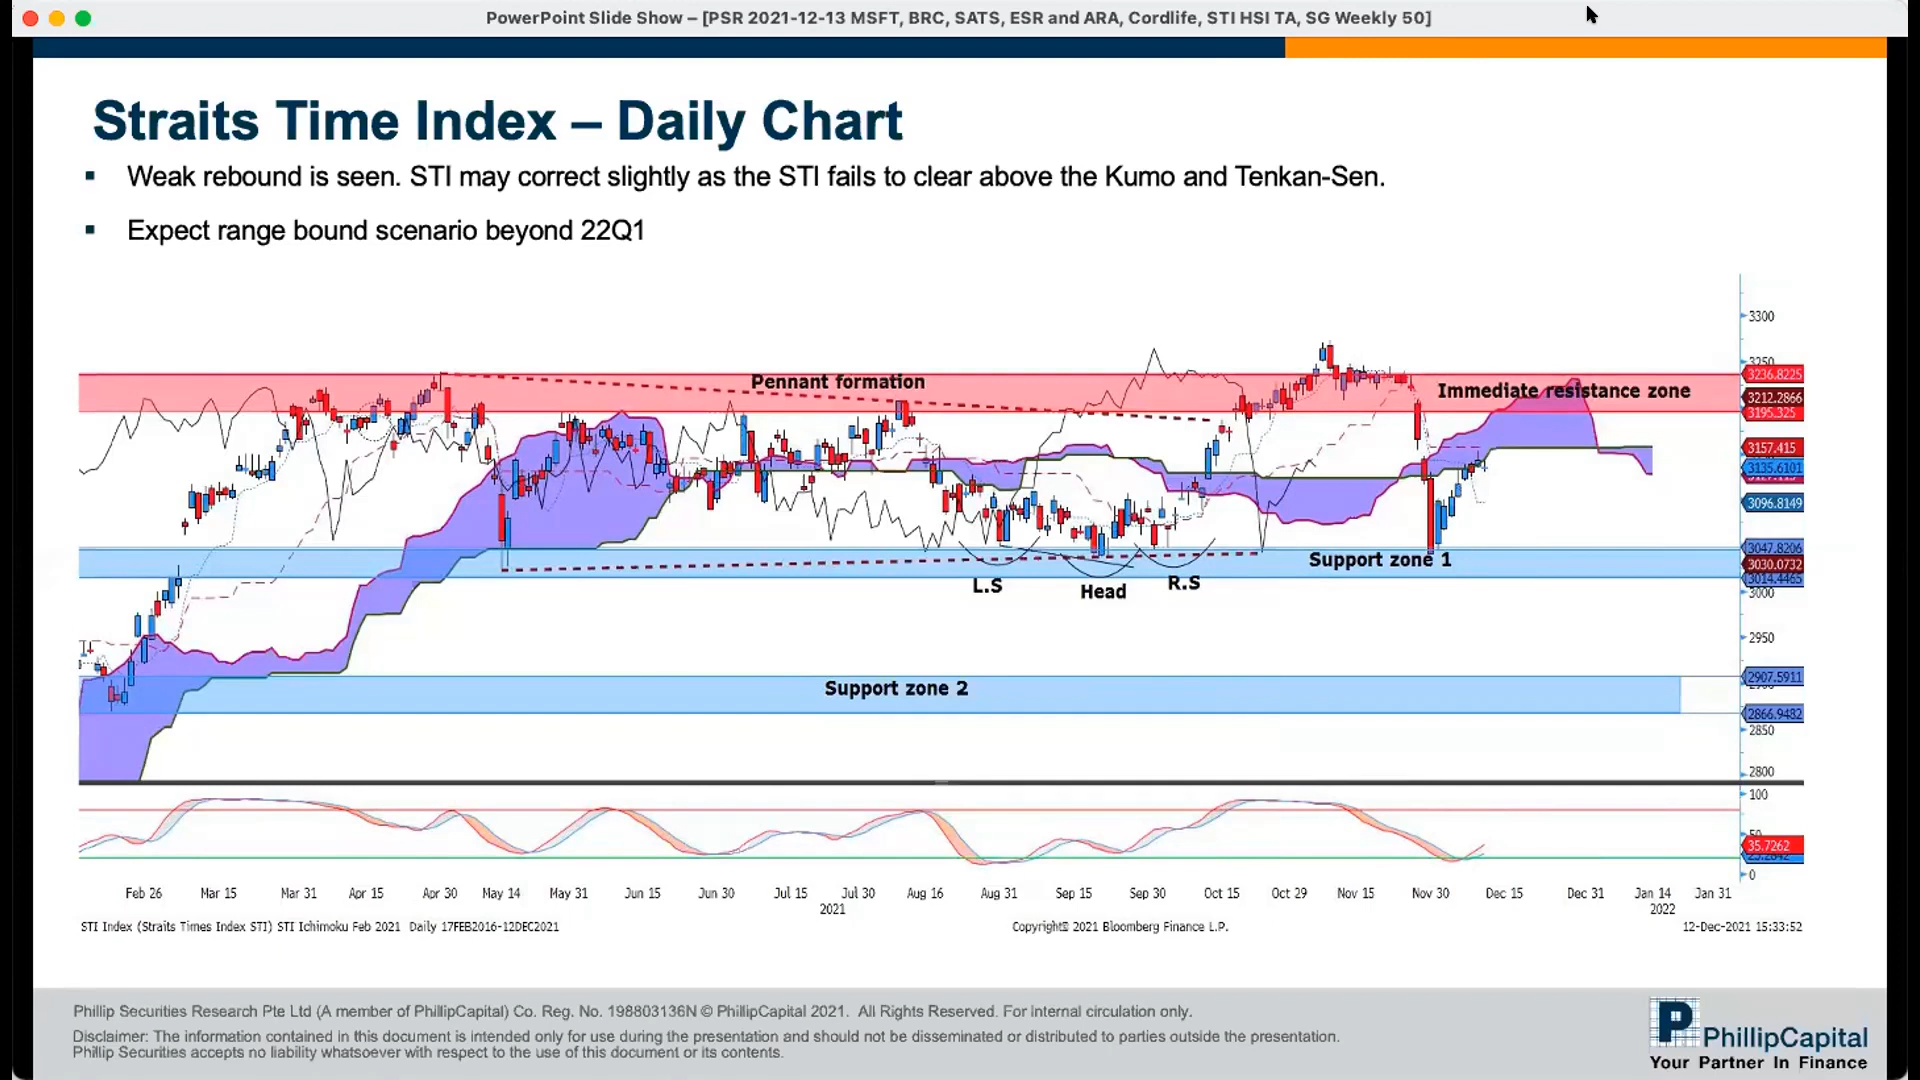 PowerPoint Slide Show – [PSR 2021-12-13 MSFT, BRC, SATS, ESR and ARA, Cordlife, STI HSI TA, SG Weekly 50]
Straits Time Index – Daily Chart
▪ Weak rebound is seen. STI may correct slightly as the STI fails to clear above the Kumo and Tenkan-Sen.
▪ Expect range bound scenario beyond 22Q1
3300
3250
Pennant formation
3236.8225
Immediate resistance zone
3212.2866
3195.325
3157.415
3135.6101
3096.8149
3047.8206
Support zone 1
3030.0732
3014.4465
L.S
Head
R.S
3000
2950
2907.5911
Support zone 2
2866.9482
2850
2800
100
50
35.7262
0
Feb 26 Mar 15 Mar 31 Apr 15 Apr 30 May 14 May 31 Jun 15 Jun 30 Jul 15 Jul 30 Aug 16 Aug 31 Sep 15 Sep 30 Oct 15 Oct 29 Nov 15 Nov 30 Dec 15 Dec 31 Jan 14 Jan 31
2021 2022
STI Index (Straits Times Index STI) STI Ichimoku Feb 2021 Daily 17FEB2016-12DEC2021
Copyright© 2021 Bloomberg Finance L.P.
12-Dec-2021 15:33:52
Phillip Securities Research Pte Ltd (A member of PhillipCapital) Co. Reg. No. 198803136N © PhillipCapital 2021. All Rights Reserved. For internal circulation only.
Disclaimer: The information contained in this document is intended only for use during the presentation and should not be disseminated or distributed to parties outside the presentation.
Phillip Securities accepts no liability whatsoever with respect to the use of this document or its contents.
PhillipCapital
Your Partner In Finance